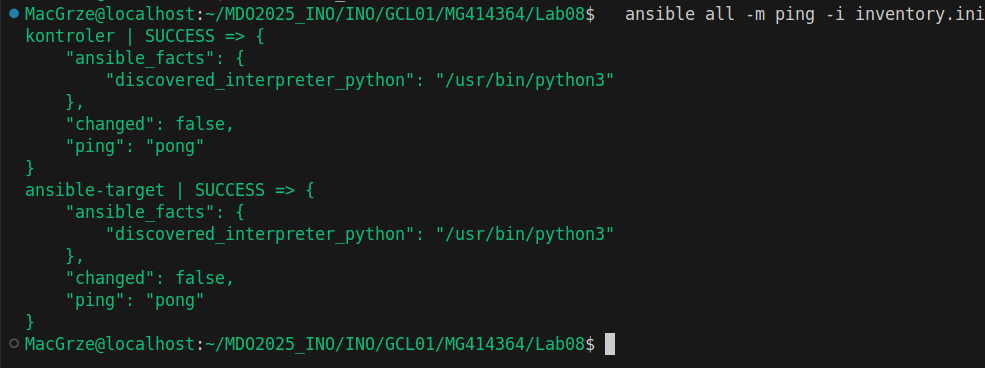 MacGrze@localhost:~/MDO2025_INO/INO/GCL01/MG414364/Lab08$   ansible all -m ping -i inventory.ini
kontroler | SUCCESS => {
    "ansible_facts": {
        "discovered_interpreter_python": "/usr/bin/python3"
    },
    "changed": false,
    "ping": "pong"
}
ansible-target | SUCCESS => {
    "ansible_facts": {
        "discovered_interpreter_python": "/usr/bin/python3"
    },
    "changed": false,
    "ping": "pong"
}
MacGrze@localhost:~/MDO2025_INO/INO/GCL01/MG414364/Lab08$